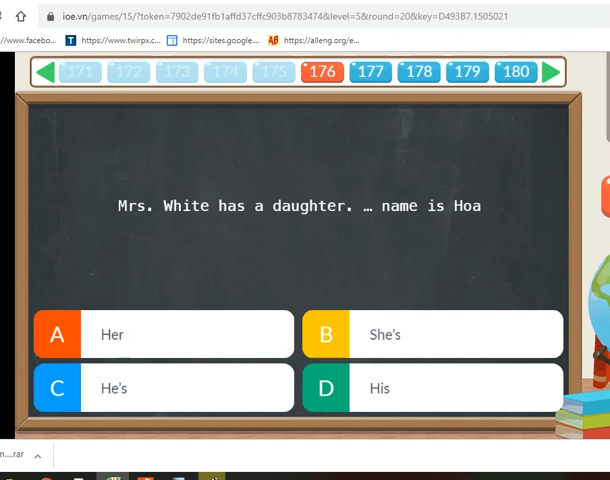 ioe.vn/games/15/?token=7902de91fb1affd37cffc903b8783474&level=5&round=20&key=D493B7.1505021
://www.facebo... T https://www.twirpx.c... https://sites.google.... AB https://alleng.org/e...
171 172 173 174 175 176 177 178 179 180
Mrs. White has a daughter. … name is Hoa
A Her
B She's
C He's
D His
n....rar